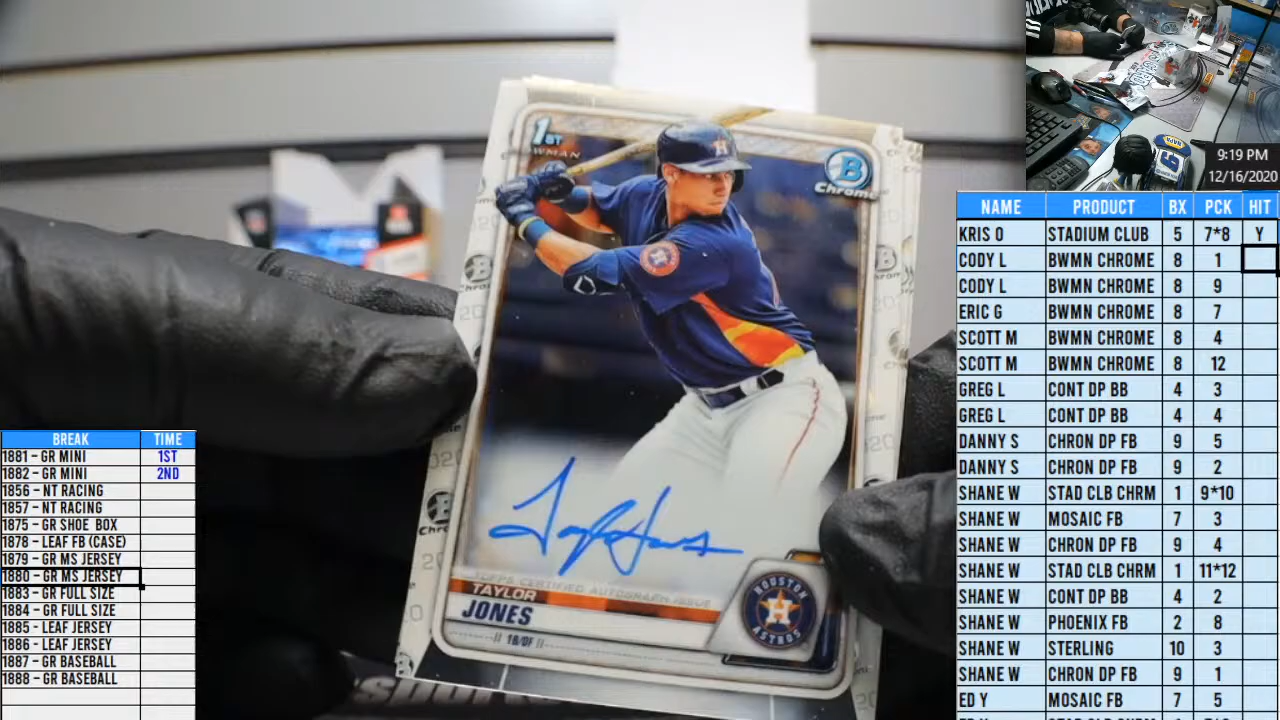 9:19 PM
12/16/2020
1ST
BOWMAN
B
Chrome
TOPPS CERTIFIED AUTOGRAPH ISSUE
TAYLOR
JONES
1B/OF
HOUSTON
ASTROS
BREAK TIME
1881 - GR MINI 1ST
1882 - GR MINI 2ND
1856 - NT RACING
1857 - NT RACING
1875 - GR SHOE BOX
1878 - LEAF FB (CASE)
1879 - GR MS JERSEY
1880 - GR MS JERSEY
1883 - GR FULL SIZE
1884 - GR FULL SIZE
1885 - LEAF JERSEY
1886 - LEAF JERSEY
1887 - GR BASEBALL
1888 - GR BASEBALL
NAME PRODUCT BX PCK HIT
KRIS O STADIUM CLUB 5 7*8 Y
CODY L BWMN CHROME 8 1
CODY L BWMN CHROME 8 9
ERIC G BWMN CHROME 8 7
SCOTT M BWMN CHROME 8 4
SCOTT M BWMN CHROME 8 12
GREG L CONT DP BB 4 3
GREG L CONT DP BB 4 4
DANNY S CHRON DP FB 9 5
DANNY S CHRON DP FB 9 2
SHANE W STAD CLB CHRM 1 9*10
SHANE W MOSAIC FB 7 3
SHANE W CHRON DP FB 9 4
SHANE W STAD CLB CHRM 1 11*12
SHANE W CONT DP BB 4 2
SHANE W PHOENIX FB 2 8
SHANE W STERLING 10 3
SHANE W CHRON DP FB 9 1
ED Y MOSAIC FB 7 5